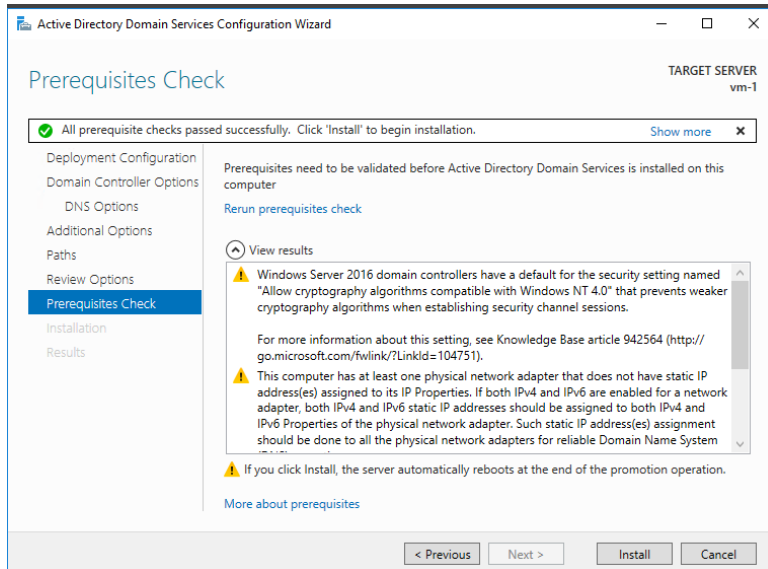 Active Directory Domain Services Configuration Wizard
Prerequisites Check
TARGET SERVER
vm-1
All prerequisite checks passed successfully. Click 'Install' to begin installation.
Show more
Deployment Configuration
Domain Controller Options
DNS Options
Additional Options
Paths
Review Options
Prerequisites Check
Installation
Results
Prerequisites need to be validated before Active Directory Domain Services is installed on this
computer
Rerun prerequisites check
View results
Windows Server 2016 domain controllers have a default for the security setting named
"Allow cryptography algorithms compatible with Windows NT 4.0" that prevents weaker
cryptography algorithms when establishing security channel sessions.
For more information about this setting, see Knowledge Base article 942564 (http://
go.microsoft.com/fwlink/?LinkId=104751).
This computer has at least one physical network adapter that does not have static IP
address(es) assigned to its IP Properties. If both IPv4 and IPv6 are enabled for a network
adapter, both IPv4 and IPv6 static IP addresses should be assigned to both IPv4 and
IPv6 Properties of the physical network adapter. Such static IP address(es) assignment
should be done to all the physical network adapters for reliable Domain Name System
If you click Install, the server automatically reboots at the end of the promotion operation.
More about prerequisites
< Previous
Next >
Install
Cancel